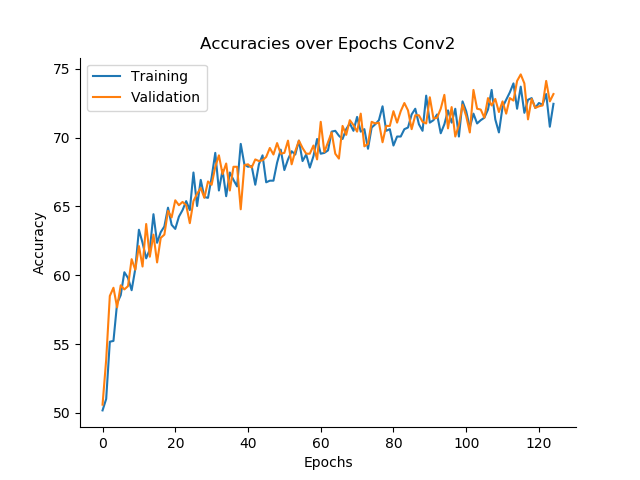 Accuracies over Epochs Conv2
Training
Validation
75
70
65
60
55
50
Accuracy
0 20 40 60 80 100 120
Epochs